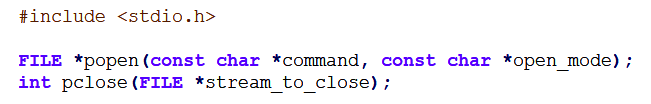 #include <stdio.h>
FILE *popen(const char *command, const char *open_mode);
int pclose(FILE *stream_to_close);